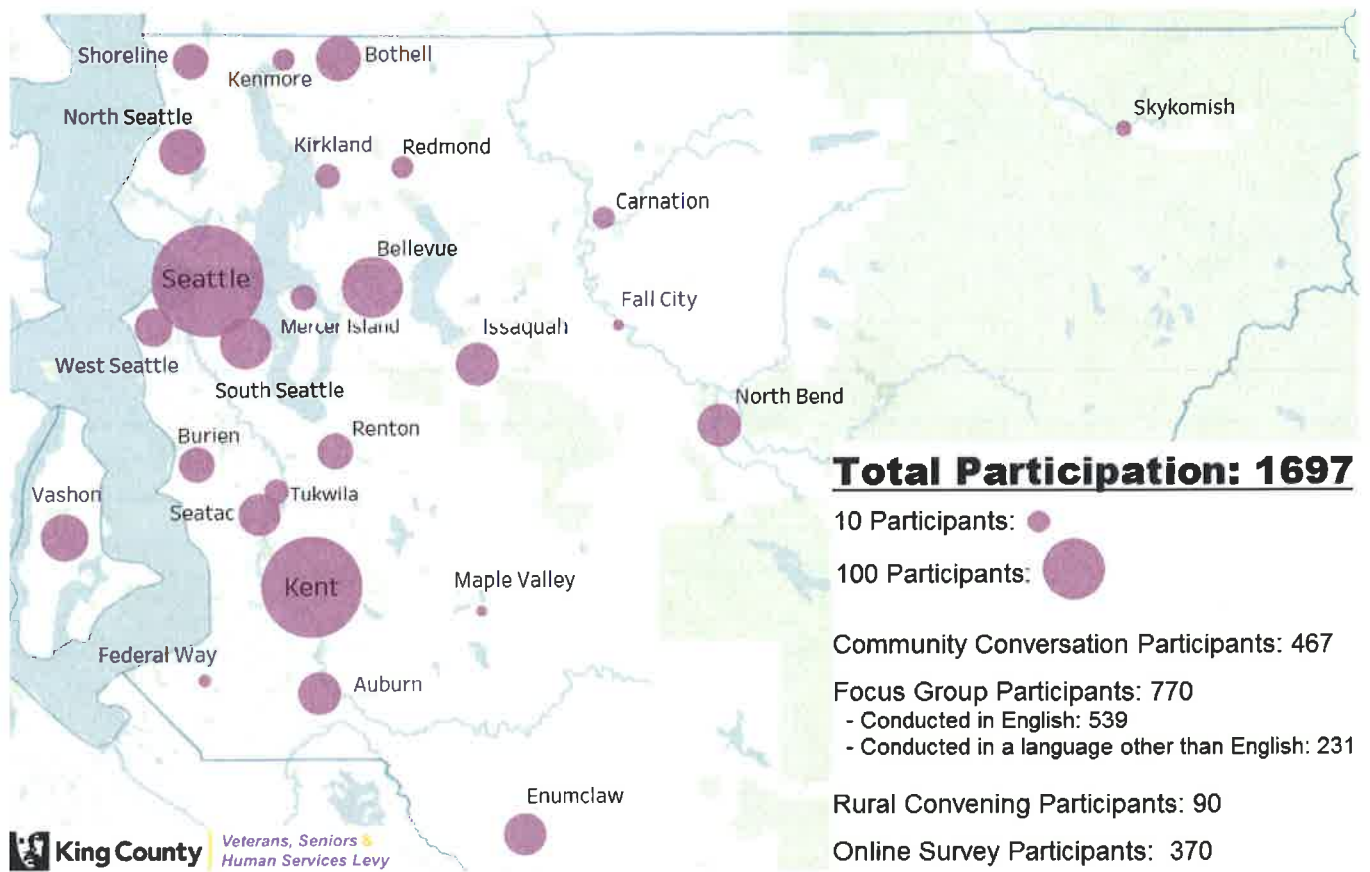 Shoreline
Kenmore
Bothell
North Seattle
Kirkland
Redmond
Skykomish
Carnation
Seattle
Bellevue
Fall City
Mercer Island
Issaquah
West Seattle
South Seattle
North Bend
Burien
Renton
Vashon
Tukwila
Seatac
Kent
Maple Valley
Federal Way
Auburn
Enumclaw
Total Participation: 1697
10 Participants:
100 Participants:
Community Conversation Participants: 467
Focus Group Participants: 770
- Conducted in English: 539
- Conducted in a language other than English: 231
Rural Convening Participants: 90
Online Survey Participants: 370
King County
Veterans, Seniors &
Human Services Levy